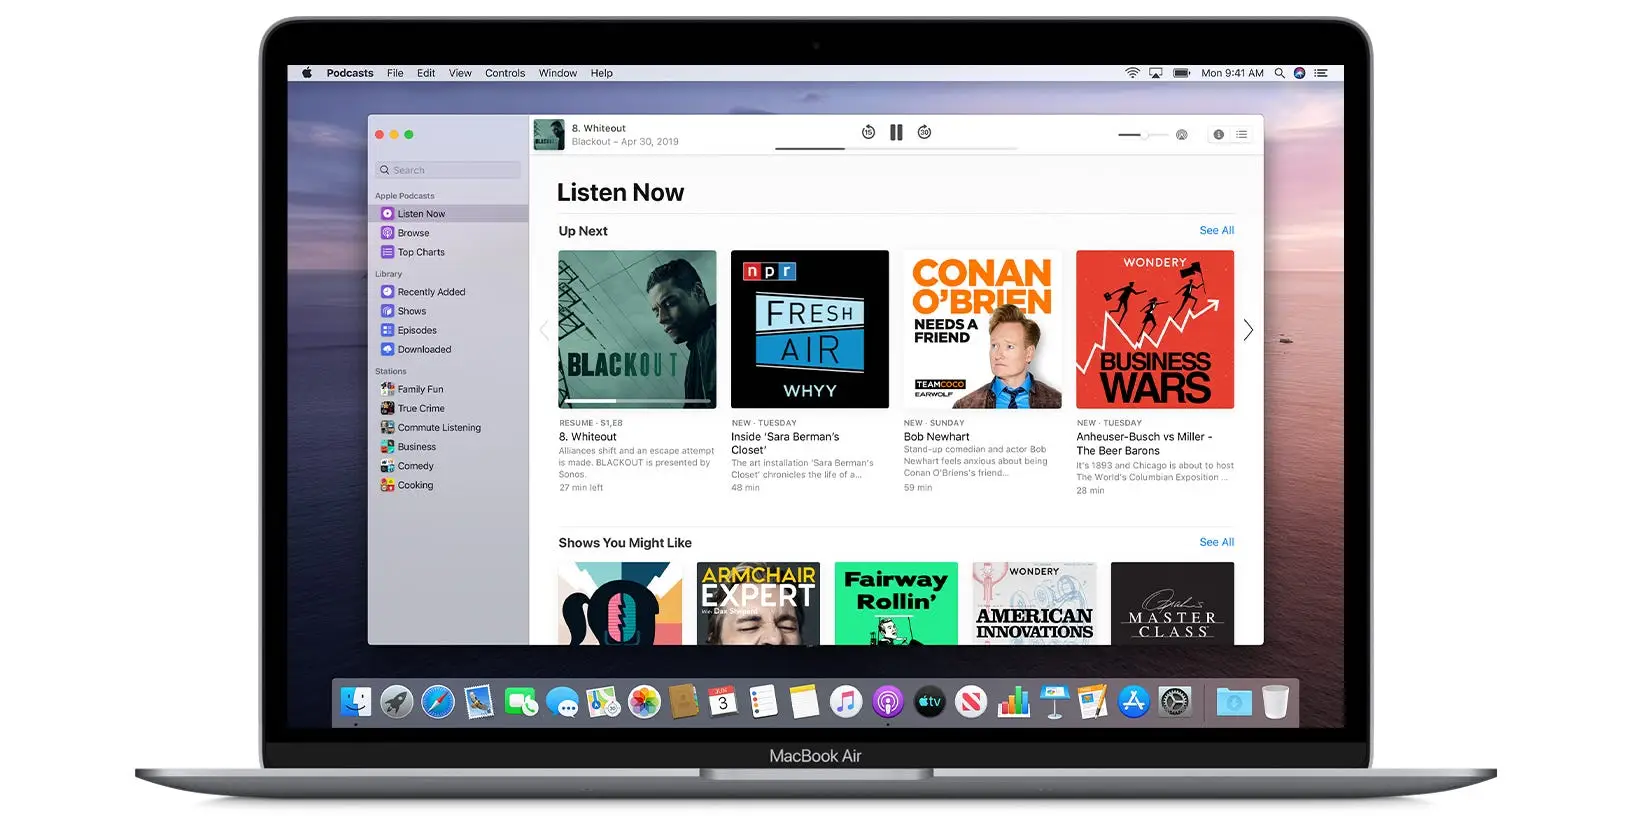 Podcasts File Edit View Controls Window Help
Mon 9:41 AM
8. Whiteout
Blackout – Apr 30, 2019
15
30
Search
Apple Podcasts
Listen Now
Browse
Top Charts
Library
Recently Added
Shows
Episodes
Downloaded
Stations
Family Fun
True Crime
Commute Listening
Business
Comedy
Cooking
Listen Now
Up Next
See All
BLACKOUT
RESUME · S1,E8
8. Whiteout
Alliances shift and an escape attempt
is made. BLACKOUT is presented by
Sonos.
27 min left
npr
FRESH
AIR
WHYY
NEW · TUESDAY
Inside ‘Sara Berman’s
Closet’
The art installation ‘Sara Berman’s
Closet’ chronicles the life of a...
48 min
CONAN
O’BRIEN
NEEDS A
FRIEND
TEAMCOCO
EARWOLF
NEW · SUNDAY
Bob Newhart
Stand-up comedian and actor Bob
Newhart feels anxious about being
Conan O’Briens’s friend...
59 min
WONDERY
BUSINESS
WARS
NEW · TUESDAY
Anheuser-Busch vs Miller -
The Beer Barons
It’s 1893 and Chicago is about to host
The World’s Columbian Exposition ...
28 min
Shows You Might Like
See All
ARMCHAIR
EXPERT
With Dax Shepard
Fairway
Rollin’
WONDERY
AMERICAN
INNOVATIONS
Oprah’s
MASTER
CLASS
JUN
3
tv
MacBook Air